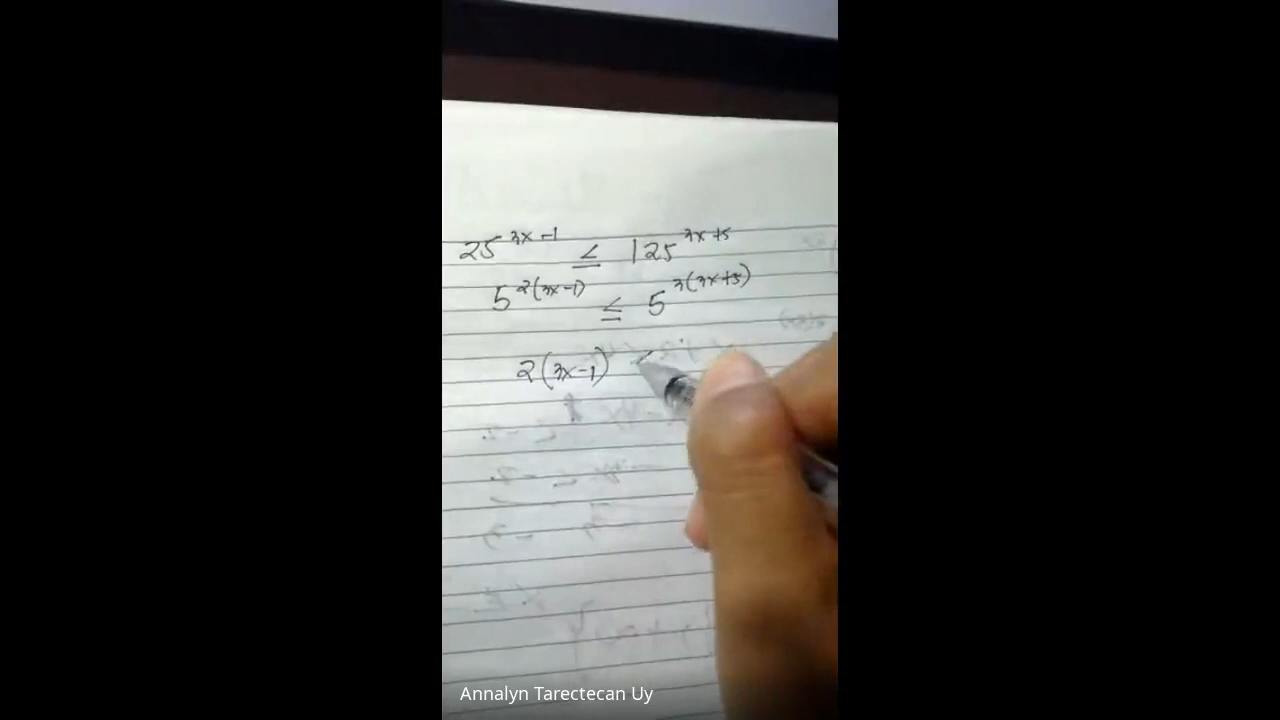 25^{3x-1} ≤ 125^{3x+5}
5^{2(3x-1)} ≤ 5^{3(3x+5)}
2(3x-1) <
Annalyn Tarectecan Uy